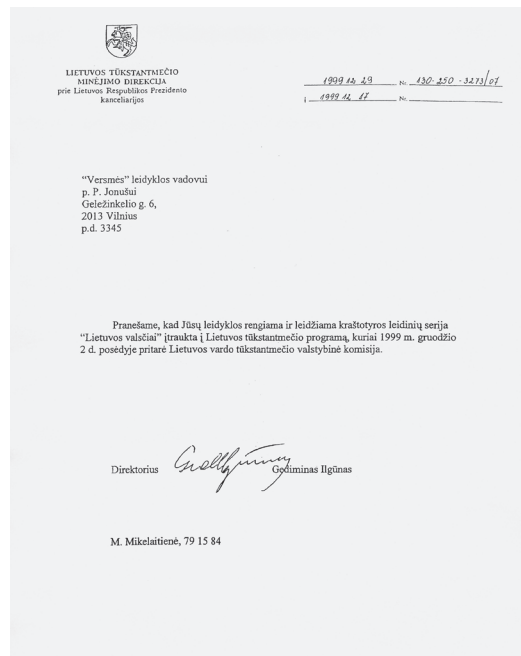 LIETUVOS TŪKSTANTMEČIO
MINĖJIMO DIREKCIJA
prie Lietuvos Respublikos Prezidento
kanceliarijos
1999 12 29 Nr. 130-250-3273/07
Į 1999 12 17 Nr.
"Versmės" leidyklos vadovui
p. P. Jonušui
Geležinkelio g. 6,
2013 Vilnius
p.d. 3345
Pranešame, kad Jūsų leidyklos rengiama ir leidžiama kraštotyros leidinių serija
"Lietuvos valsčiai" įtraukta į Lietuvos tūkstantmečio programą, kuriai 1999 m. gruodžio
2 d. posėdyje pritarė Lietuvos vardo tūkstantmečio valstybinė komisija.
Direktorius Gediminas Ilgūnas
M. Mikelaitienė, 79 15 84